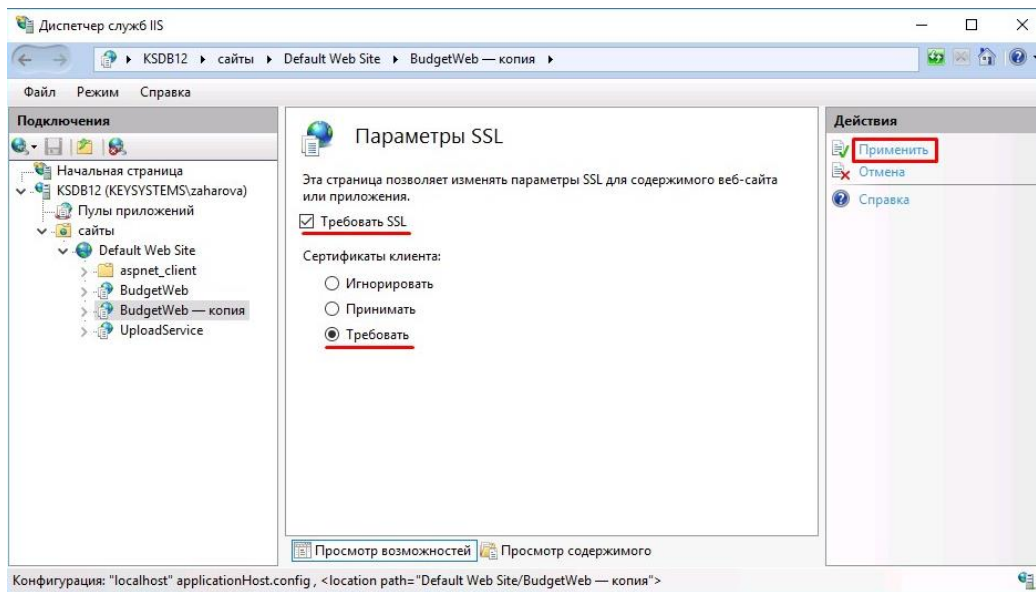 Диспетчер служб IIS
KSDB12 сайты Default Web Site BudgetWeb — копия
Файл Режим Справка
Подключения
Начальная страница
KSDB12 (KEYSYSTEMS\zaharova)
Пулы приложений
сайты
Default Web Site
aspnet_client
BudgetWeb
BudgetWeb — копия
UploadService
Параметры SSL
Эта страница позволяет изменять параметры SSL для содержимого веб-сайта
или приложения.
Требовать SSL
Сертификаты клиента:
Игнорировать
Принимать
Требовать
Просмотр возможностей Просмотр содержимого
Действия
Применить
Отмена
Справка
Конфигурация: "localhost" applicationHost.config , <location path="Default Web Site/BudgetWeb — копия">